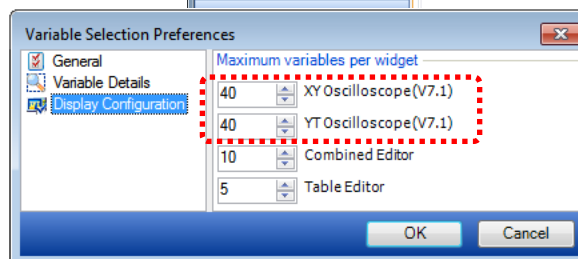 Variable Selection Preferences
General
Variable Details
Display Configuration
Maximum variables per widget
40 XY Oscilloscope(V7.1)
40 YT Oscilloscope(V7.1)
10 Combined Editor
5 Table Editor
OK Cancel